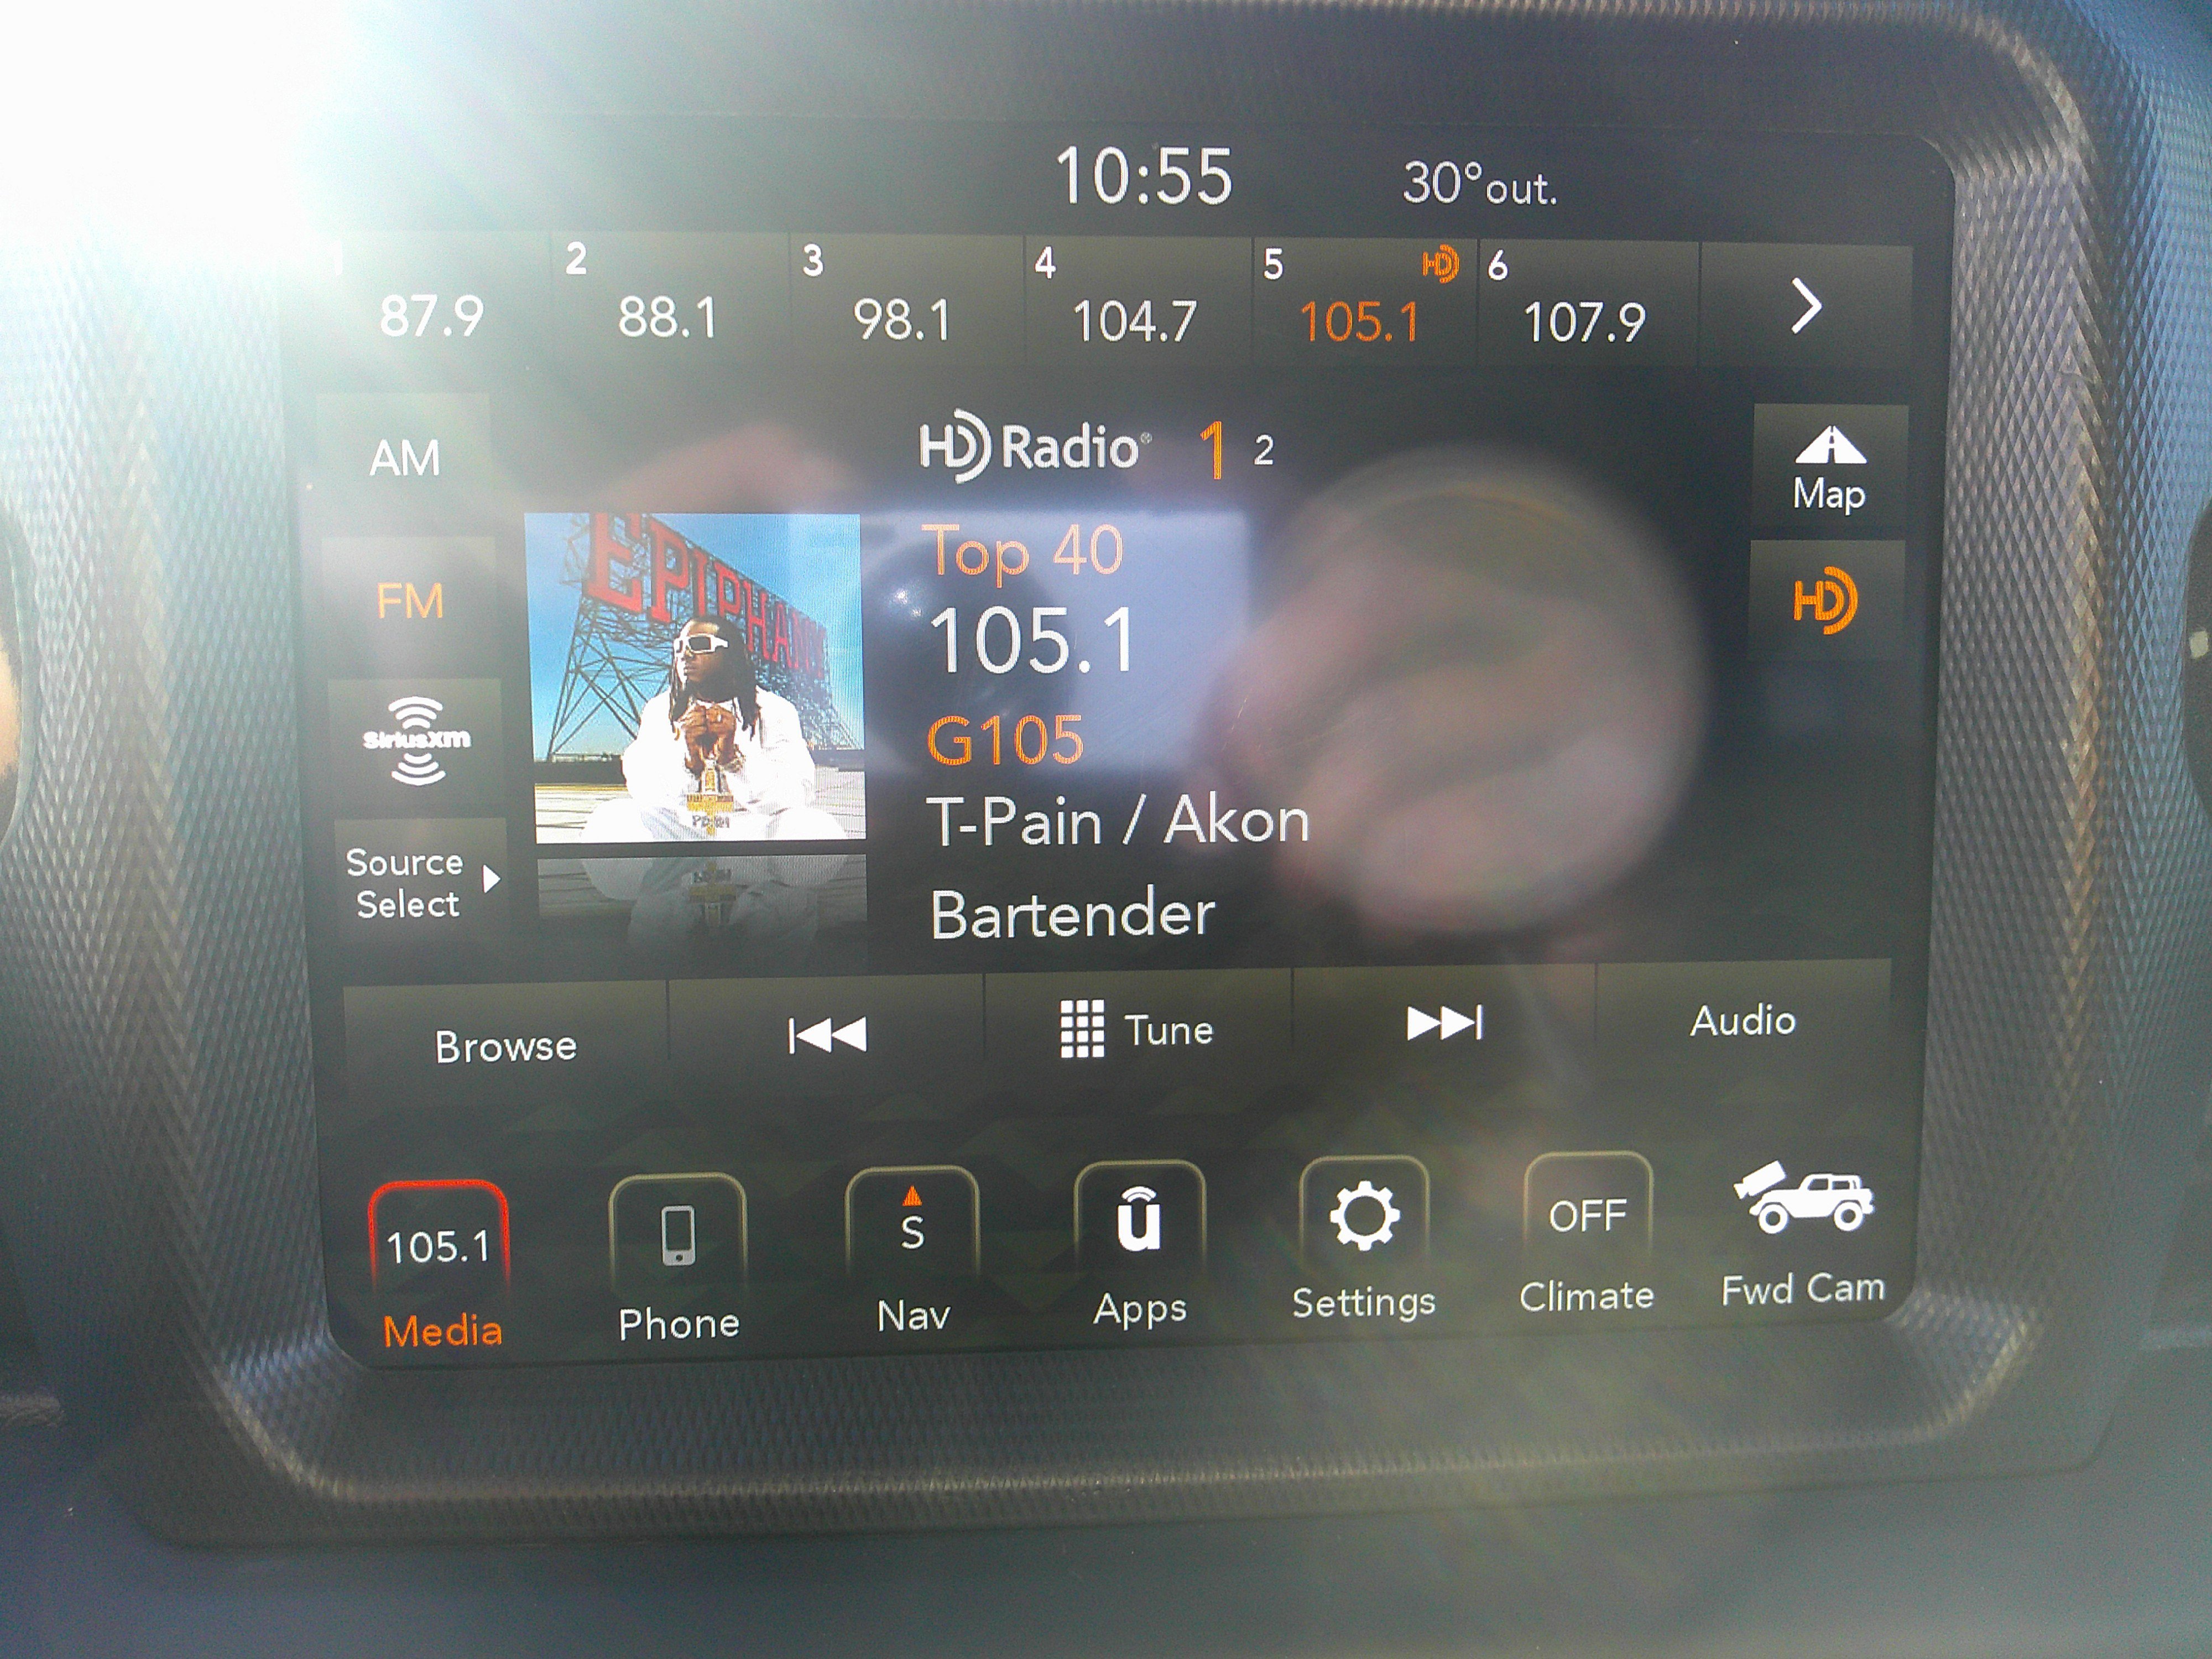 10:55 30°out.
1 2 3 4 5 HD 6
87.9 88.1 98.1 104.7 105.1 107.9
AM
HD Radio® 1 2
Map
FM
HD
SiriusXM
Source
Select
EPIPHANY
Top 40
105.1
G105
T-Pain / Akon
Bartender
Browse Tune Audio
105.1 S u OFF
Media Phone Nav Apps Settings Climate Fwd Cam